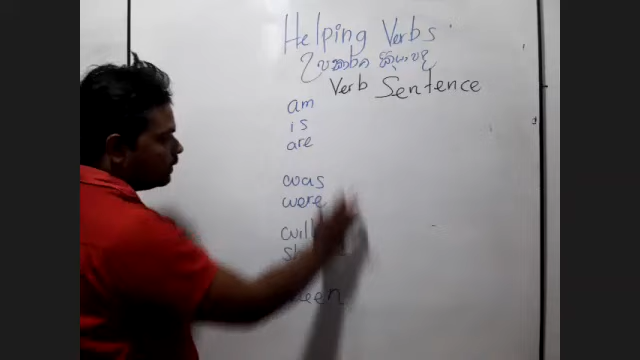 Helping Verbs
උපකාරක ක්‍රියා පද
Verb Sentence
am
is
are
was
were